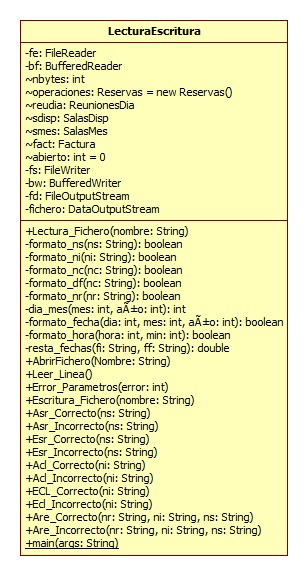 LecturaEscritura
-fe: FileReader
-bf: BufferedReader
~nbytes: int
~operaciones: Reservas = new Reservas()
~reudia: ReunionesDia
~sdisp: SalasDisp
~smes: SalasMes
~fact: Factura
~abierto: int = 0
-fs: FileWriter
-bw: BufferedWriter
-fd: FileOutputStream
-fichero: DataOutputStream
+Lectura_Fichero(nombre: String)
-formato_ns(ns: String): boolean
-formato_ni(ni: String): boolean
-formato_nc(nc: String): boolean
-formato_df(nc: String): boolean
-formato_nr(nr: String): boolean
-dia_mes(mes: int, aÃ±o: int): int
-formato_fecha(dia: int, mes: int, aÃ±o: int): boolean
-formato_hora(hora: int, min: int): boolean
-resta_fechas(fi: String, ff: String): double
+AbrirFichero(Nombre: String)
+Leer_Linea()
+Error_Parametros(error: int)
+Escritura_Fichero(nombre: String)
+Asr_Correcto(ns: String)
+Asr_Incorrecto(ns: String)
+Esr_Correcto(ns: String)
+Esr_Incorrecto(ns: String)
+Acl_Correcto(ni: String)
+Acl_Incorrecto(ni: String)
+ECL_Correcto(ni: String)
+Ecl_Incorrecto(ni: String)
+Are_Correcto(nr: String, ni: String, ns: String)
+Are_Incorrecto(nr: String, ni: String, ns: String)
+main(args: String)